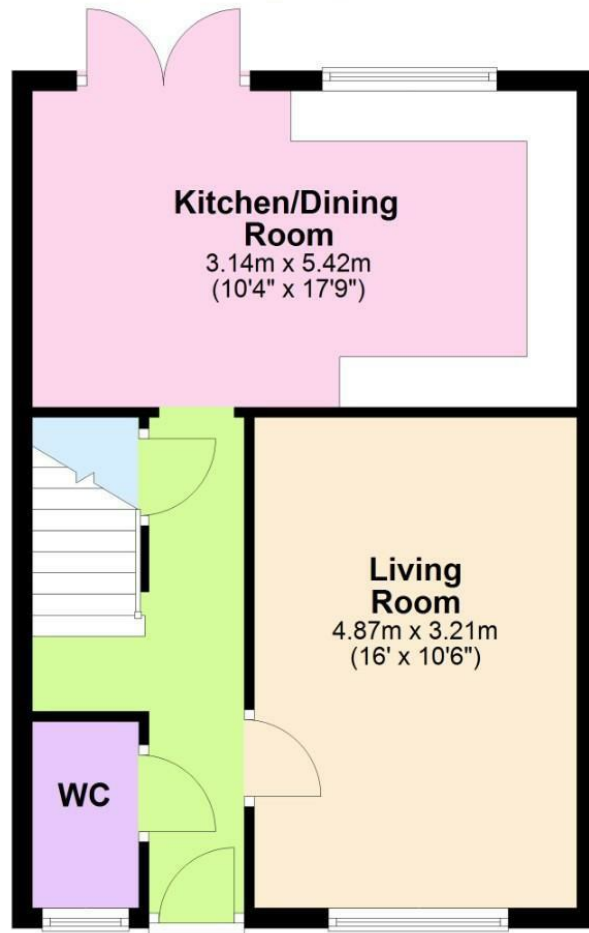 Kitchen/Dining
Room
3.14m x 5.42m
(10'4" x 17'9")
Living
Room
4.87m x 3.21m
(16' x 10'6")
WC